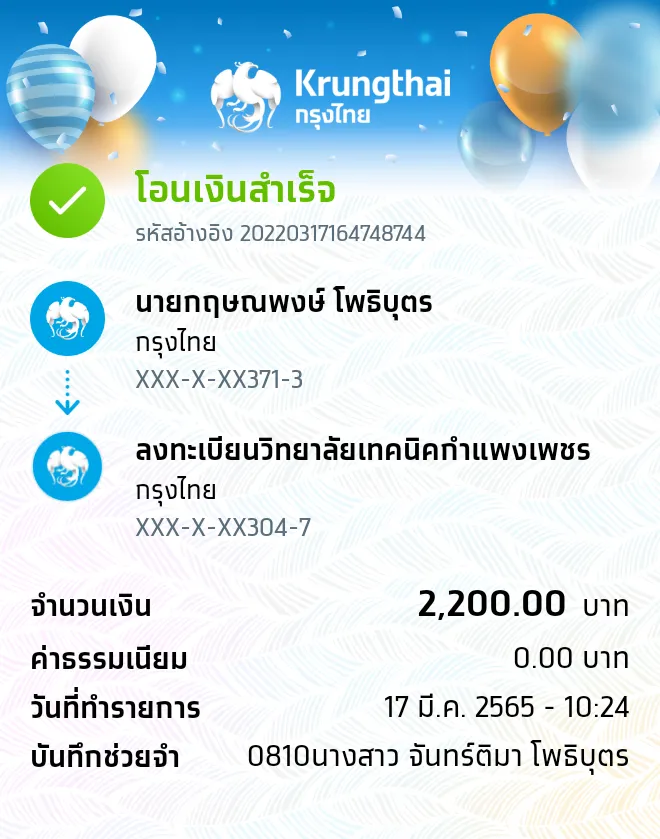 Krungthai
กรุงไทย
โอนเงินสำเร็จ
รหัสอ้างอิง 20220317164748744
นายกฤษณพงษ์ โพธิบุตร
กรุงไทย
XXX-X-XX371-3
ลงทะเบียนวิทยาลัยเทคนิคกำแพงเพชร
กรุงไทย
XXX-X-XX304-7
จำนวนเงิน 2,200.00 บาท
ค่าธรรมเนียม 0.00 บาท
วันที่ทำรายการ 17 มี.ค. 2565 - 10:24
บันทึกช่วยจำ 0810นางสาว จันทร์ติมา โพธิบุตร